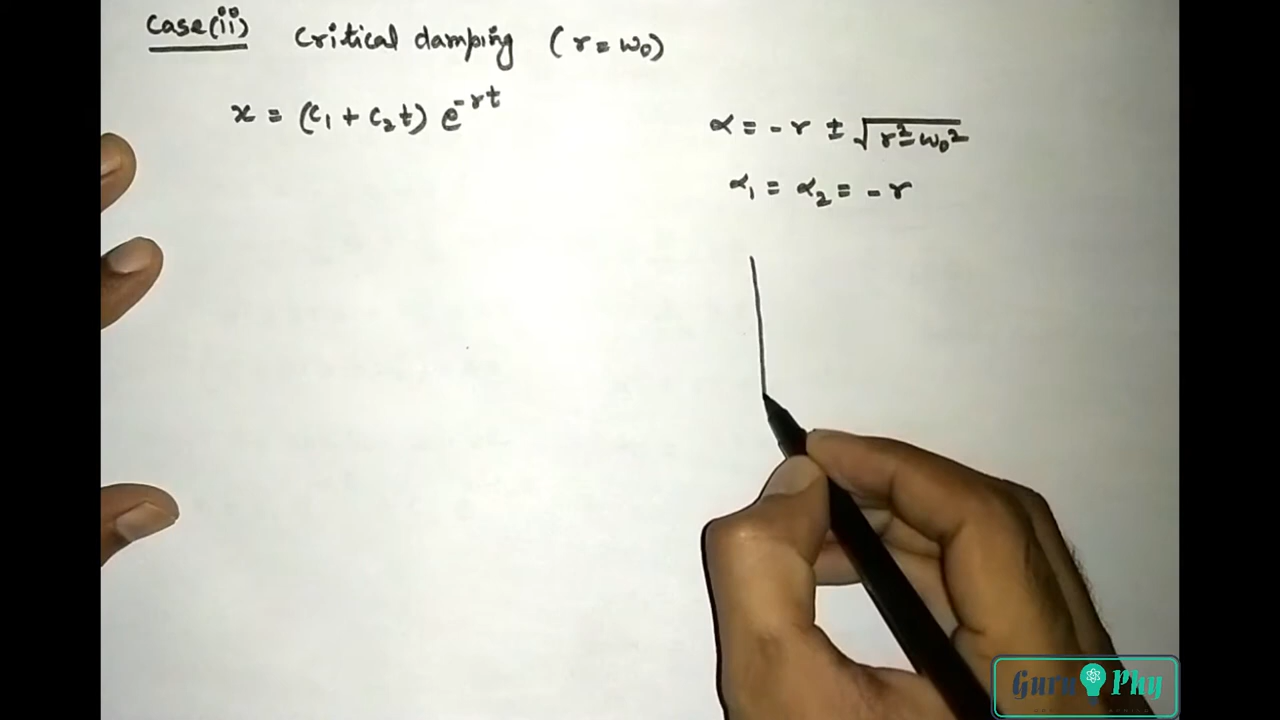 Case(ii) Critical damping (r = ω₀)
x = (C₁ + C₂t) e^-rt
α = -r ± √r²-ω₀²
α₁ = α₂ = -r
Guru Phy